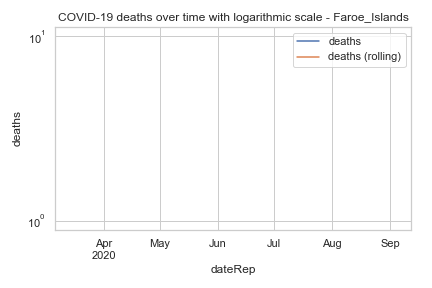 COVID-19 deaths over time with logarithmic scale - Faroe_Islands
deaths
deaths (rolling)
10¹
deaths
10⁰
Apr May Jun Jul Aug Sep
2020
dateRep